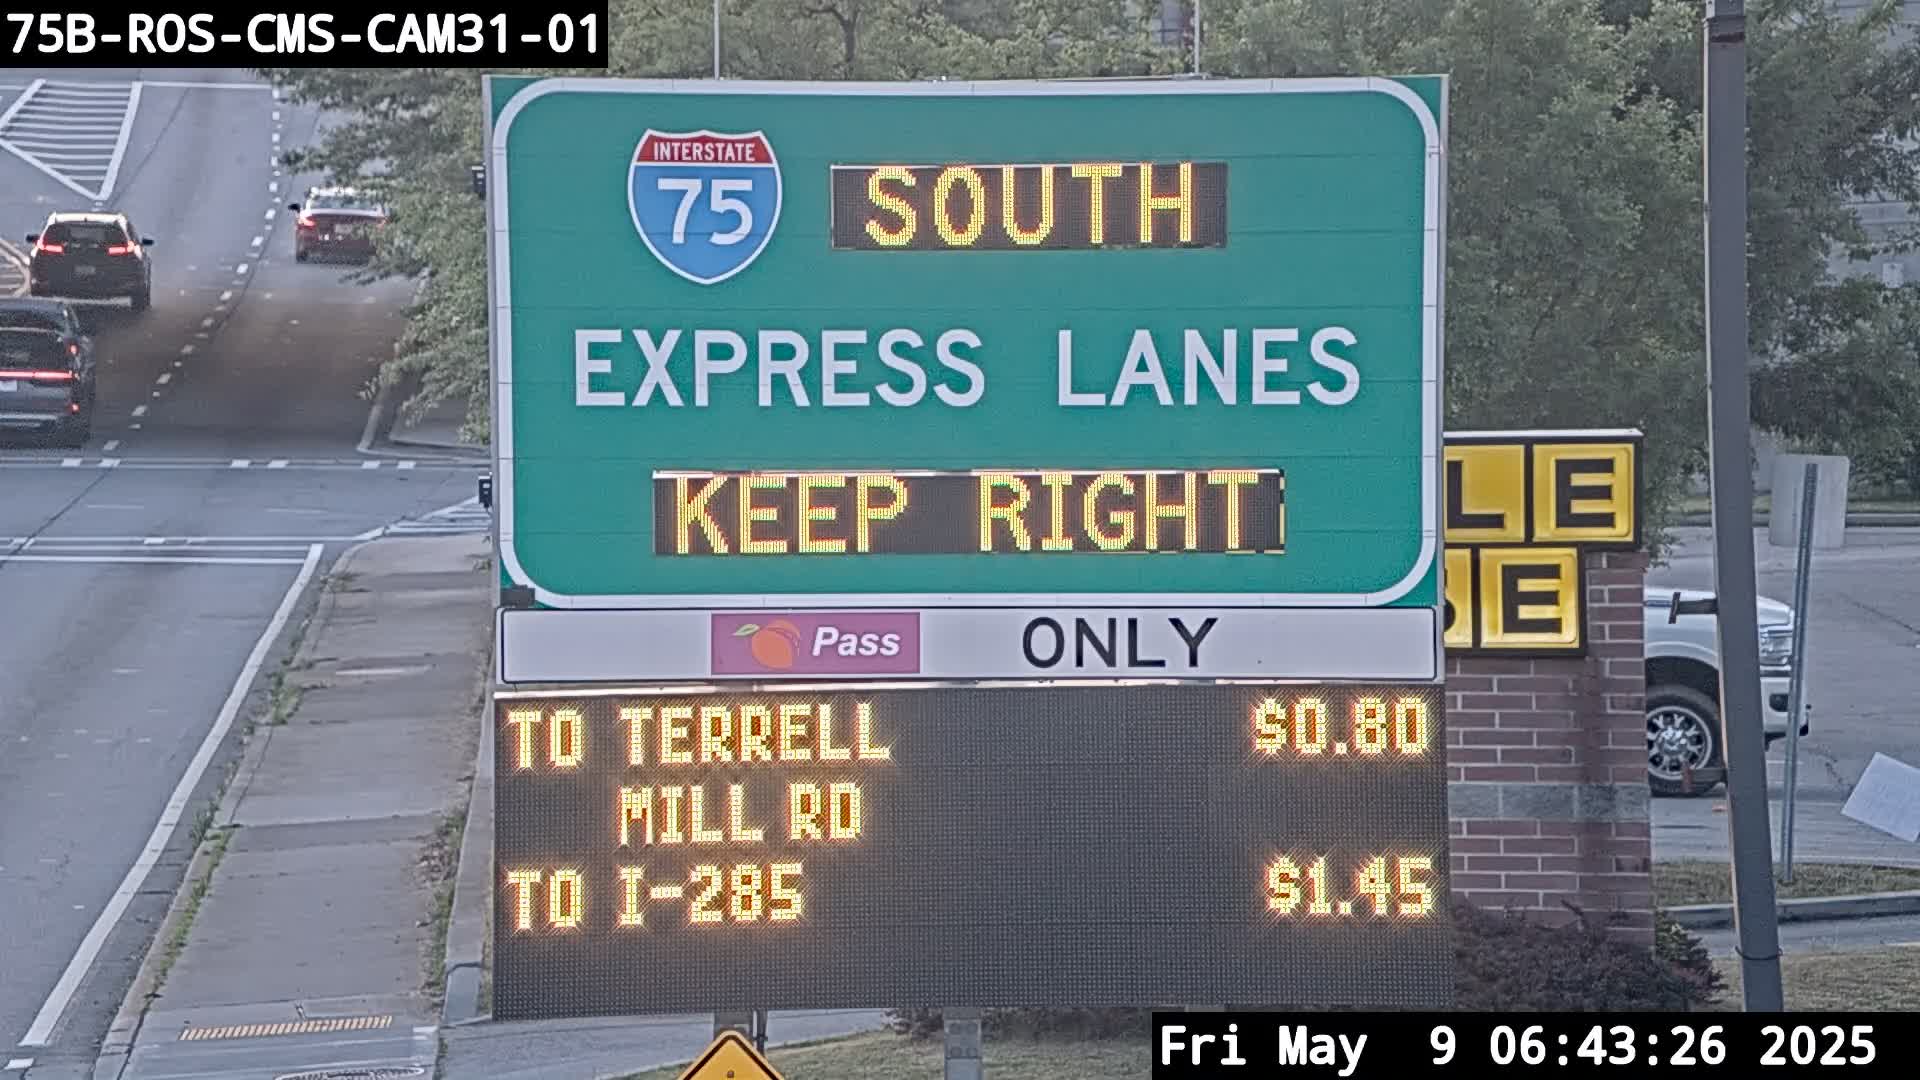 75B-ROS-CMS-CAM31-01
INTERSTATE
75
SOUTH
EXPRESS LANES
KEEP RIGHT
Pass ONLY
TO TERRELL $0.80
MILL RD
TO I-285 $1.45
LE
E
Fri May 9 06:43:26 2025